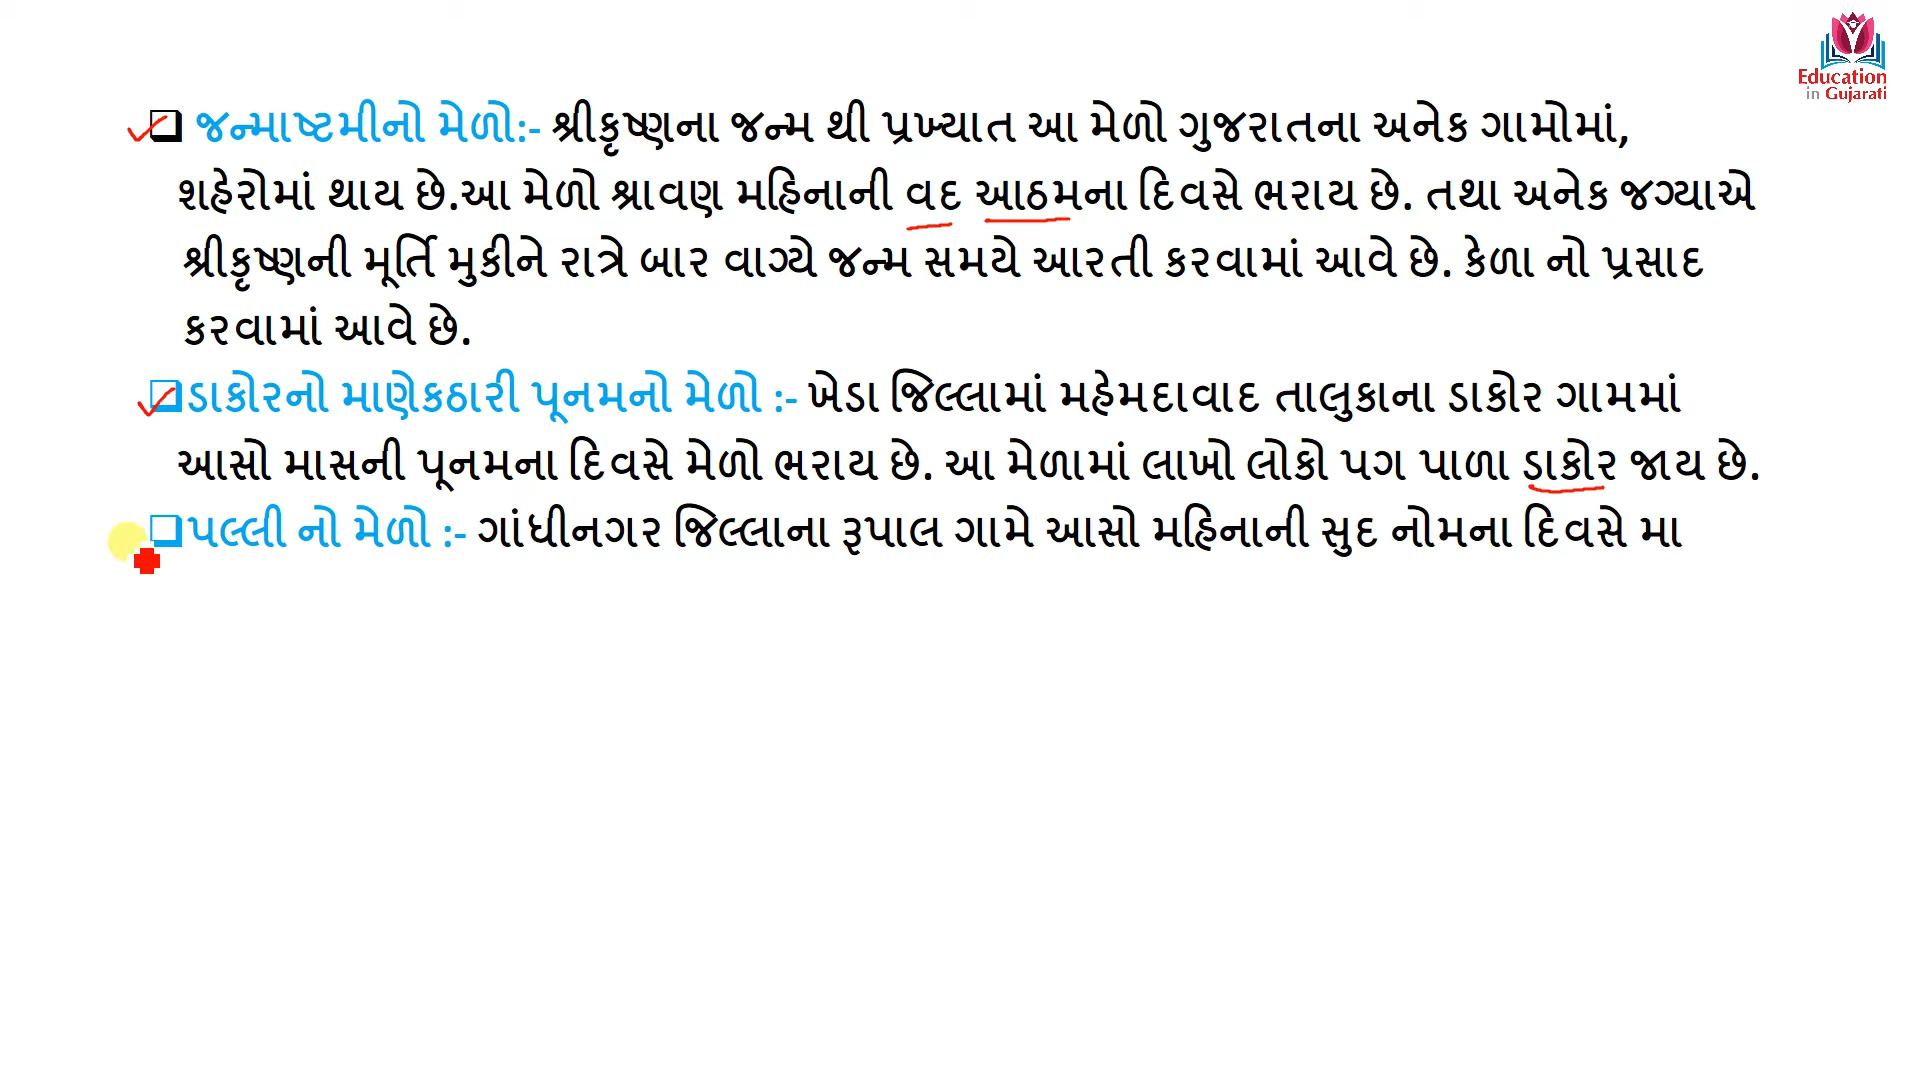 Education
in Gujarati
જન્માષ્ટમીનો મેળો:- શ્રીકૃષ્ણના જન્મ થી પ્રખ્યાત આ મેળો ગુજરાતના અનેક ગામોમાં,
શહેરોમાં થાય છે.આ મેળો શ્રાવણ મહિનાની વદ આઠમના દિવસે ભરાય છે. તથા અનેક જગ્યાએ
શ્રીકૃષ્ણની મૂર્તિ મુકીને રાત્રે બાર વાગ્યે જન્મ સમયે આરતી કરવામાં આવે છે. કેળા નો પ્રસાદ
કરવામાં આવે છે.
ડાકોરનો માણેકઠારી પૂનમનો મેળો :- ખેડા જિલ્લામાં મહેમદાવાદ તાલુકાના ડાકોર ગામમાં
આસો માસની પૂનમના દિવસે મેળો ભરાય છે. આ મેળામાં લાખો લોકો પગ પાળા ડાકોર જાય છે.
પલ્લી નો મેળો :- ગાંધીનગર જિલ્લાના રૂપાલ ગામે આસો મહિનાની સુદ નોમના દિવસે મા